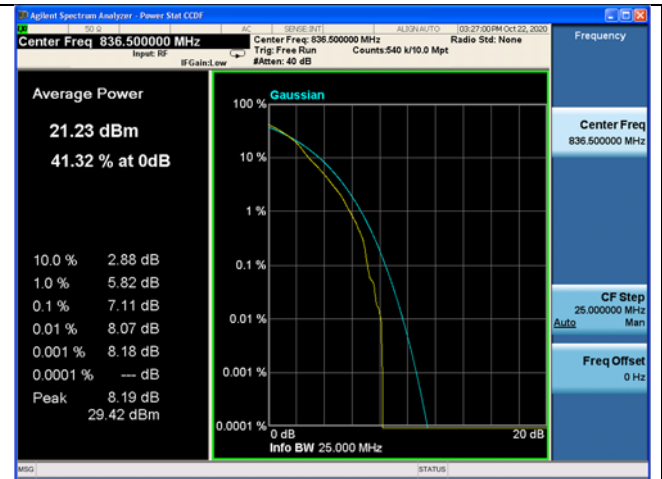 Agilent Spectrum Analyzer - Power Stat CCDF
50 Ω AC SENSE:INT ALIGNAUTO 03:27:00 PM Oct 22, 2020
Center Freq 836.500000 MHz Center Freq: 836.500000 MHz Radio Std: None
Input: RF Trig: Free Run Counts:540 k/10.0 Mpt
IFGain:Low #Atten: 40 dB
Frequency
Average Power
21.23 dBm
41.32 % at 0dB
10.0 % 2.88 dB
1.0 % 5.82 dB
0.1 % 7.11 dB
0.01 % 8.07 dB
0.001 % 8.18 dB
0.0001 % --- dB
Peak 8.19 dB
29.42 dBm
Gaussian
100 %
10 %
1 %
0.1 %
0.01 %
0.001 %
0.0001 %
0 dB 20 dB
Info BW 25.000 MHz
Center Freq
836.500000 MHz
CF Step
25.000000 MHz
Auto Man
Freq Offset
0 Hz
MSG STATUS